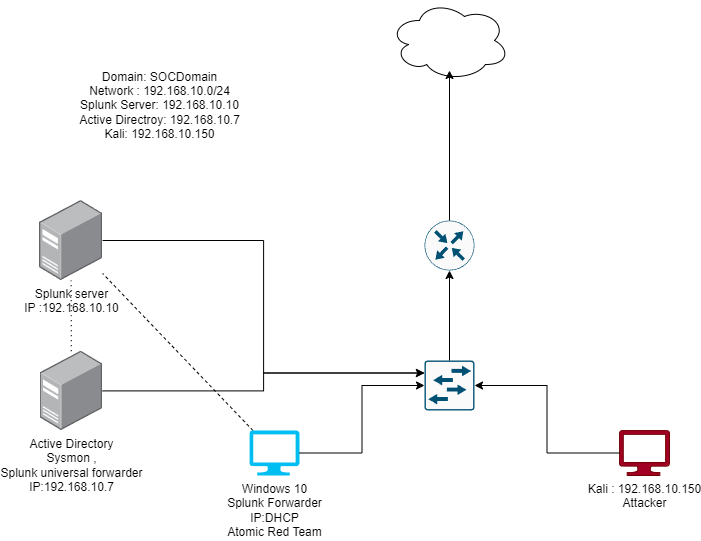 Domain: SOCDomain
Network : 192.168.10.0/24
Splunk Server: 192.168.10.10
Active Directroy: 192.168.10.7
Kali: 192.168.10.150
Splunk server
IP :192.168.10.10
Active Directory
Sysmon ,
Splunk universal forwarder
IP:192.168.10.7
Windows 10
Splunk Forwarder
IP:DHCP
Atomic Red Team
Kali : 192.168.10.150
Attacker